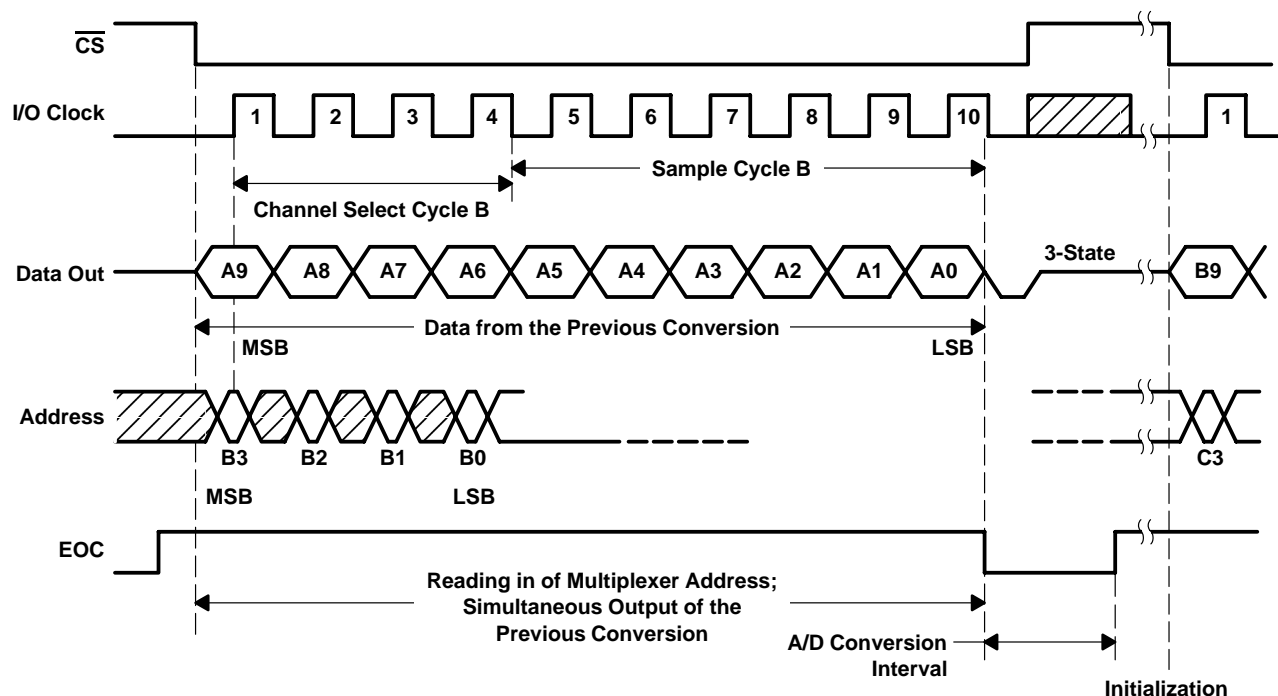 CS
I/O Clock
1 2 3 4 5 6 7 8 9 10 1
Sample Cycle B
Channel Select Cycle B
3-State
Data Out
A9 A8 A7 A6 A5 A4 A3 A2 A1 A0 B9
Data from the Previous Conversion
MSB LSB
Address
B3 B2 B1 B0 C3
MSB LSB
EOC
Reading in of Multiplexer Address;
Simultaneous Output of the
Previous Conversion
A/D Conversion
Interval
Initialization